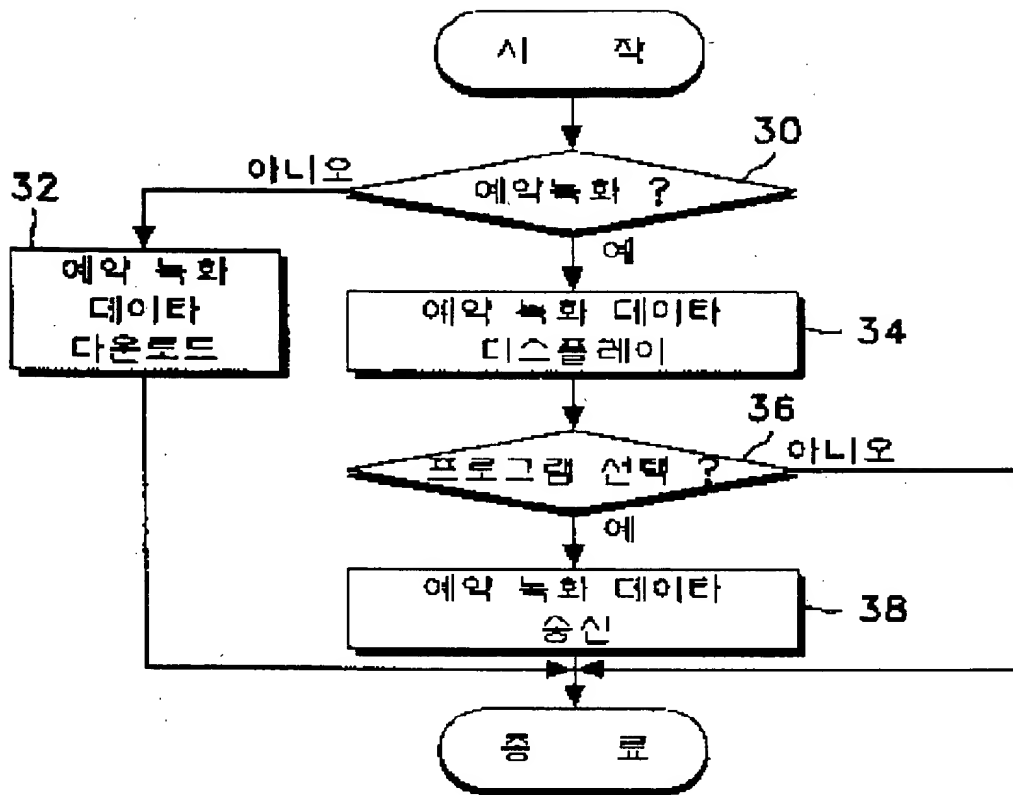 시 작
30
아니오
예약녹화 ?
32
예
예약 녹화
데이타
다운로드
예약 녹화 데이타
디스플레이
34
36
아니오
프로그램 선택 ?
예
예약 녹화 데이타
송신
38
종 료